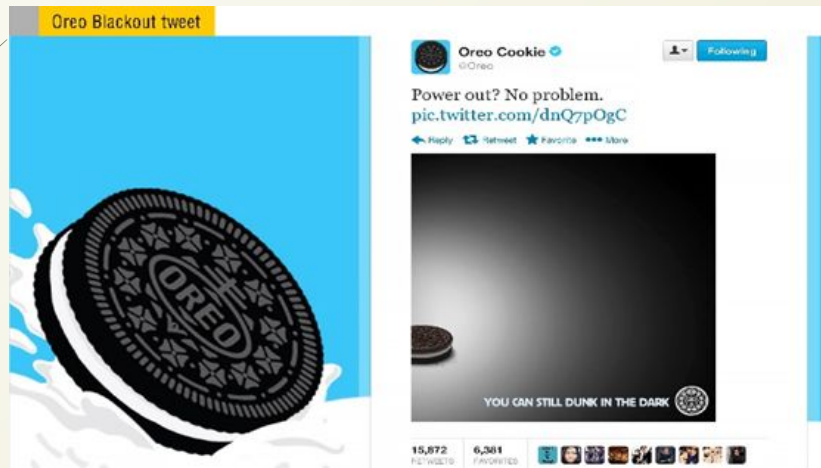 Oreo Blackout tweet
OREO
Oreo Cookie
@Oreo
Following
Power out? No problem.
pic.twitter.com/dnQ7pOgC
Reply Retweet Favorite More
YOU CAN STILL DUNK IN THE DARK
15,872 6,381
RETWEETS FAVORITES